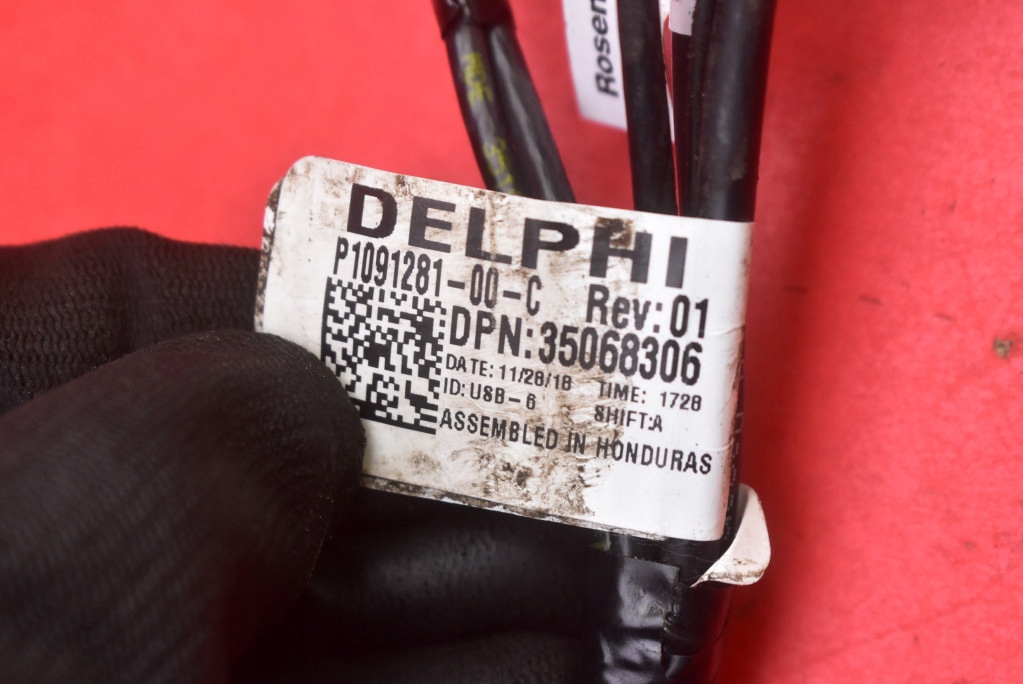 Rosen
DELPHI
P1091281-00-C Rev:01
DPN:35068306
DATE: 11/28/18 TIME: 1728
ID: USB-6 SHIFT:A
ASSEMBLED IN HONDURAS